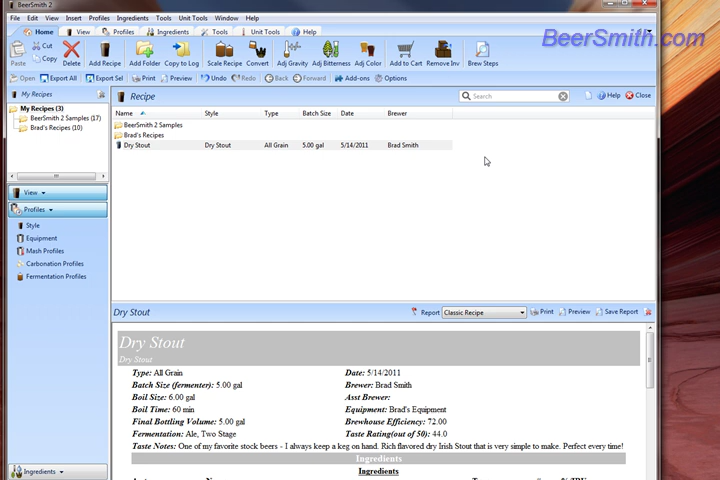 BeerSmith 2
File Edit View Insert Profiles Ingredients Tools Unit Tools Window Help
Home View Profiles Ingredients Tools Unit Tools Help
BeerSmith.com
Paste Cut Copy Delete Add Recipe Add Folder Copy to Log Scale Recipe Convert Adj Gravity Adj Bitterness Adj Color Add to Cart Remove Inv Brew Steps
Open Export All Export Sel Print Preview Undo Redo Back Forward Add-ons Options
My Recipes
Recipe
Search
Help Close
My Recipes (3)
BeerSmith 2 Samples (17)
Brad's Recipes (10)
Name Style Type Batch Size Date Brewer
BeerSmith 2 Samples
Brad's Recipes
Dry Stout Dry Stout All Grain 5.00 gal 5/14/2011 Brad Smith
View
Profiles
Style
Equipment
Mash Profiles
Carbonation Profiles
Fermentation Profiles
Ingredients
Dry Stout
Report Classic Recipe Print Preview Save Report
Dry Stout
Dry Stout
Type: All Grain Date: 5/14/2011
Batch Size (fermenter): 5.00 gal Brewer: Brad Smith
Boil Size: 6.00 gal Asst Brewer:
Boil Time: 60 min Equipment: Brad's Equipment
Final Bottling Volume: 5.00 gal Brewhouse Efficiency: 72.00
Fermentation: Ale, Two Stage Taste Rating(out of 50): 44.0
Taste Notes: One of my favorite stock beers - I always keep a keg on hand. Rich flavored dry Irish Stout that is very simple to make. Perfect every time!
Ingredients
Ingredients